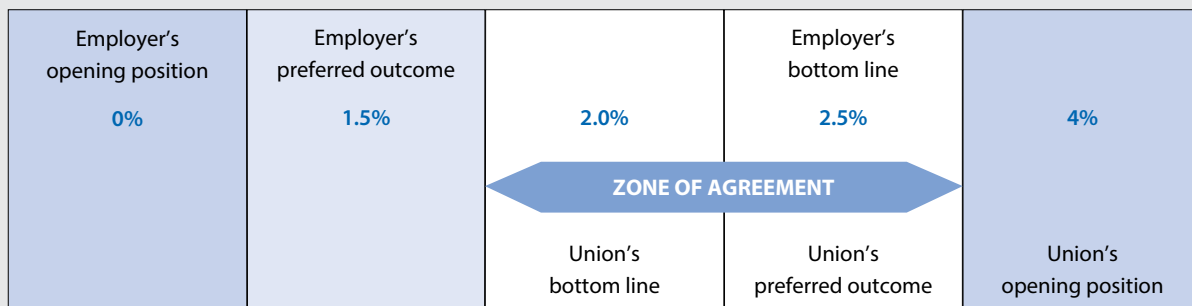 Employer’s
opening position
0%
Employer’s
preferred outcome
1.5%
2.0%
Employer’s
bottom line
2.5%
4%
ZONE OF AGREEMENT
Union’s
bottom line
Union’s
preferred outcome
Union’s
opening position